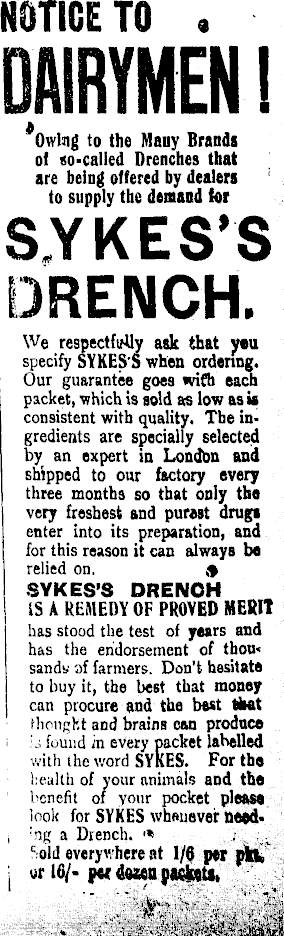 NOTICE TO
DAIRYMEN!
Owing to the Many Brands
of so-called Drenches that
are being offered by dealers
to supply the demand for
SYKES'S
DRENCH.
We respectfully ask that you
specify SYKES'S when ordering.
Our guarantee goes with each
packet, which is sold as low as is
consistent with quality. The in-
gredients are specially selected
by an expert in London and
shipped to our factory every
three months so that only the
very freshest and purest drugs
enter into its preparation, and
for this reason it can always be
relied on.
SYKES'S DRENCH
IS A REMEDY OF PROVED MERIT
has stood the test of years and
has the endorsement of thou-
sands of farmers. Don't hesitate
to buy it, the best that money
can procure and the best that
thought and brains can produce
is found in every packet labelled
with the word SYKES. For the
health of your animals and the
benefit of your pocket please
look for SYKES whenever need-
ing a Drench.
Sold everywhere at 1/6 per pkt.
or 16/- per dozen packets.